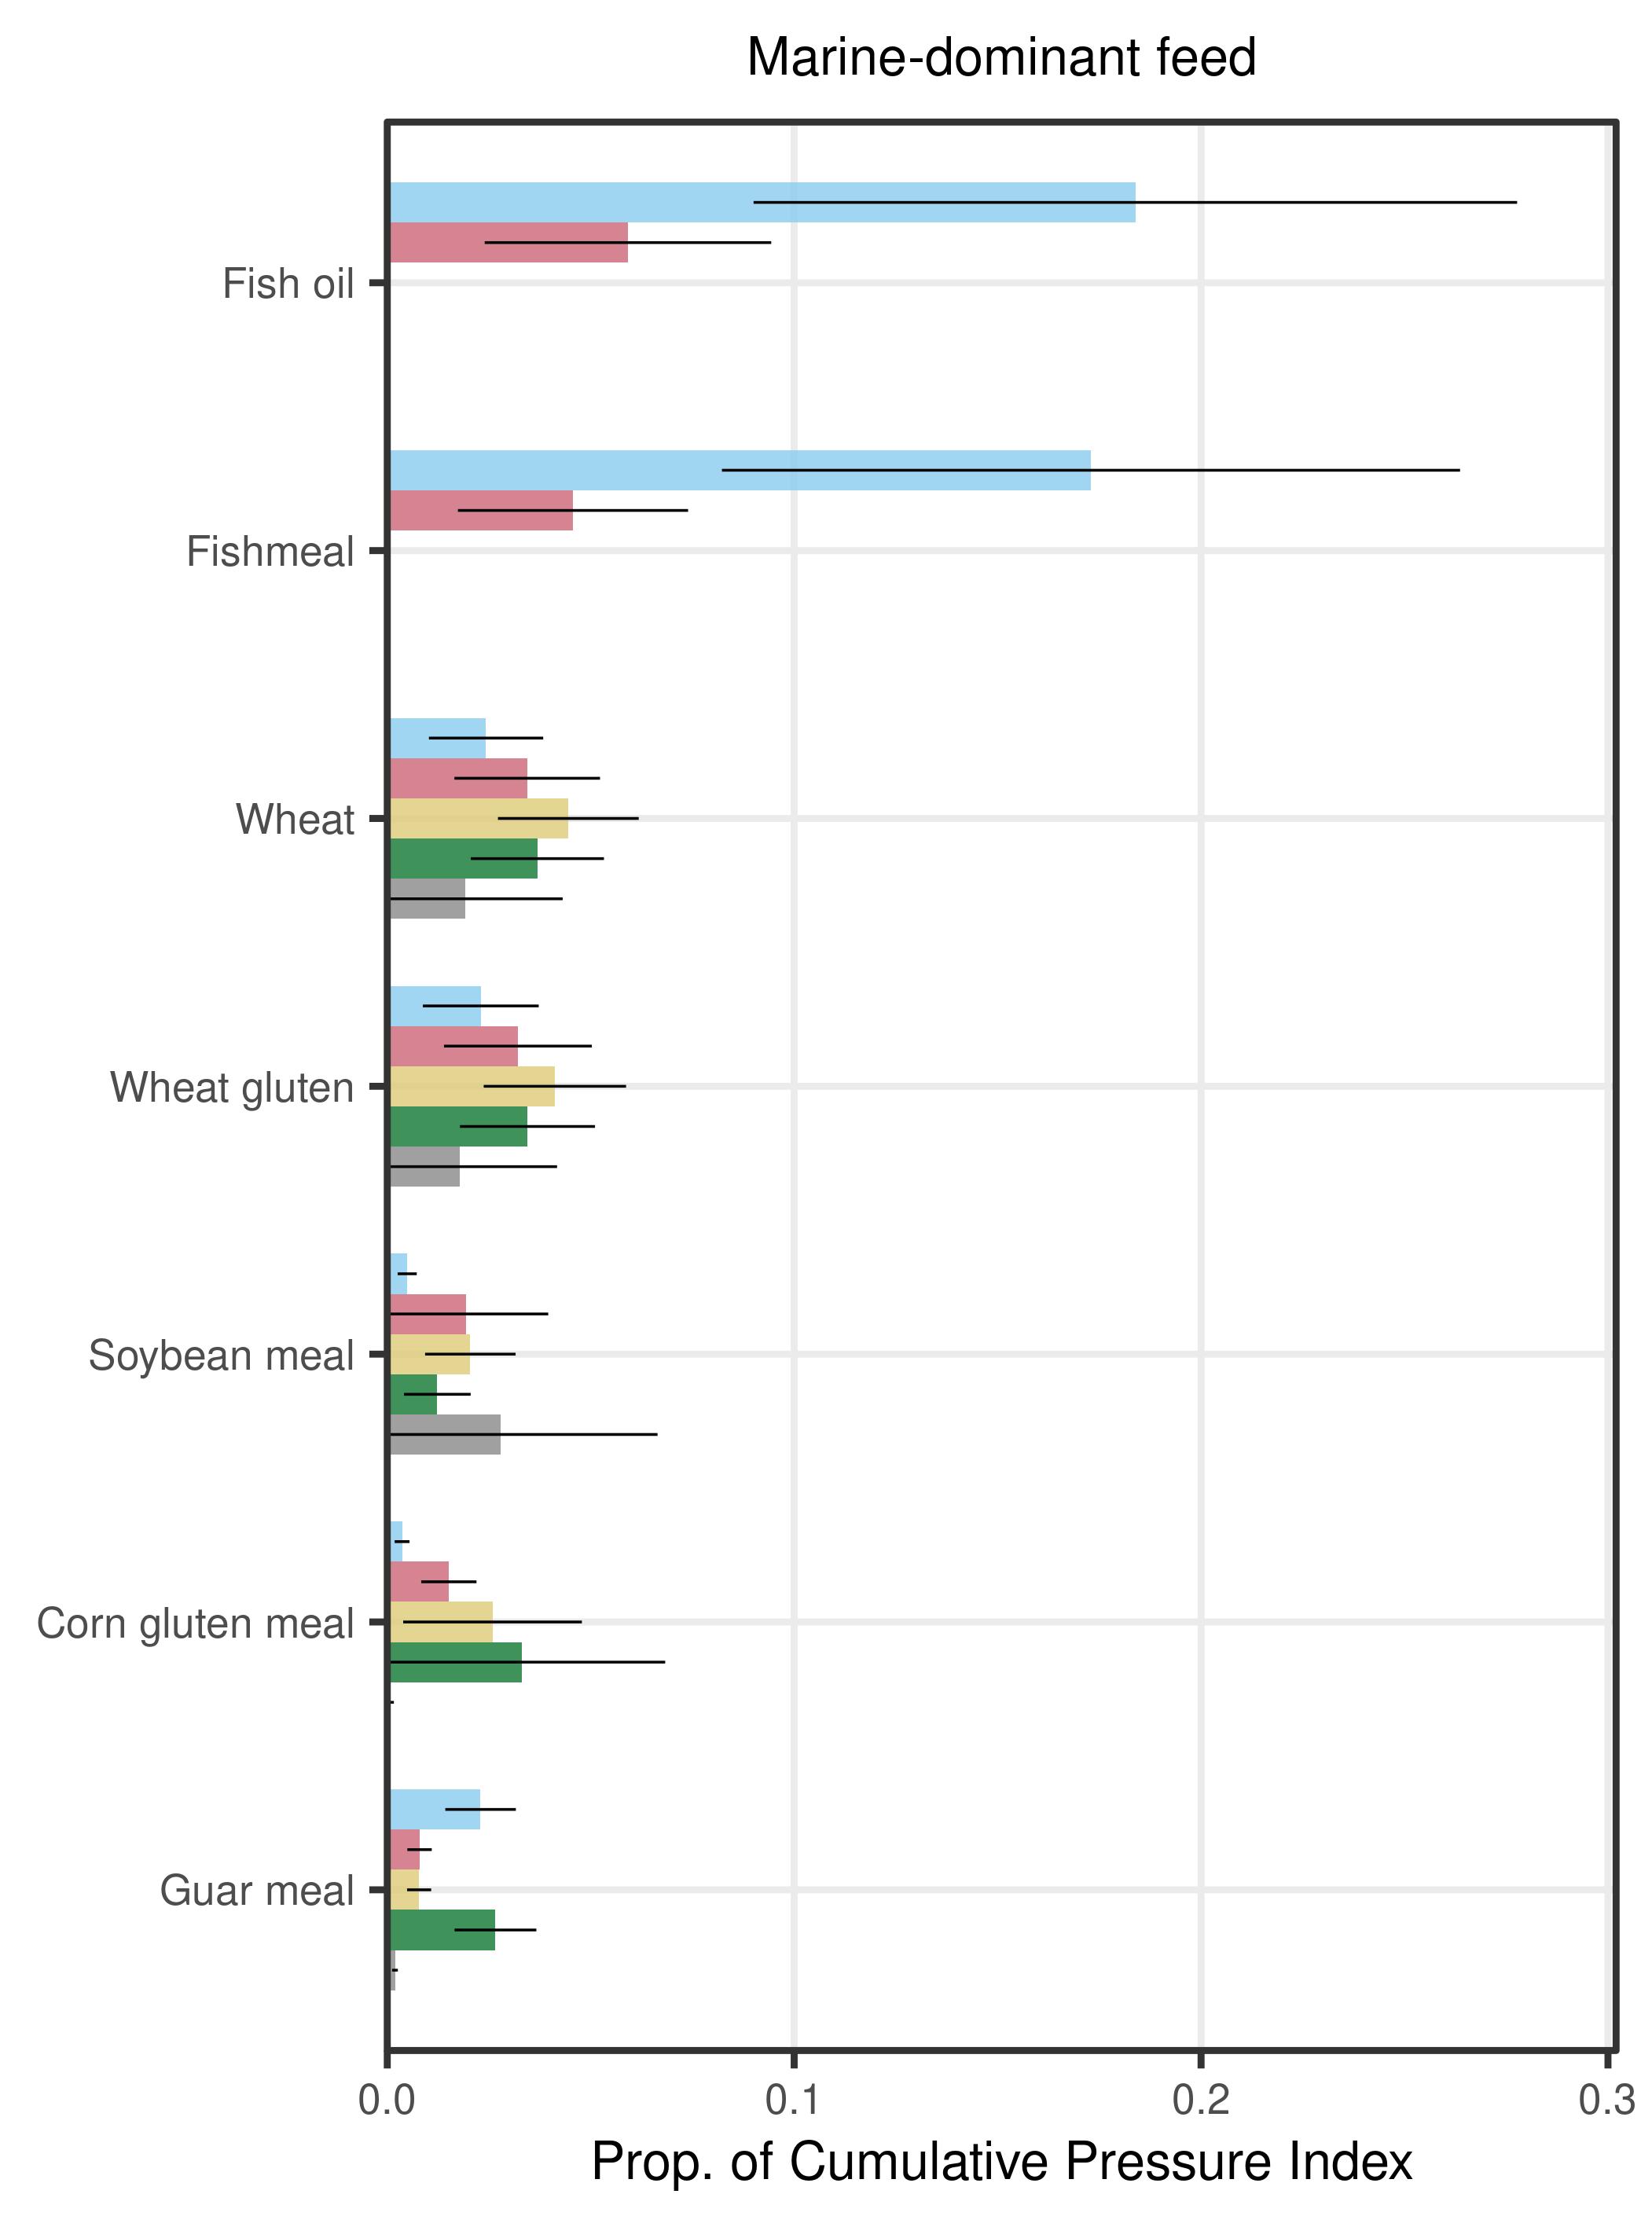 Marine-dominant feed
Fish oil
Fishmeal
Wheat
Wheat gluten
Soybean meal
Corn gluten meal
Guar meal
0.0 0.1 0.2 0.3
Prop. of Cumulative Pressure Index